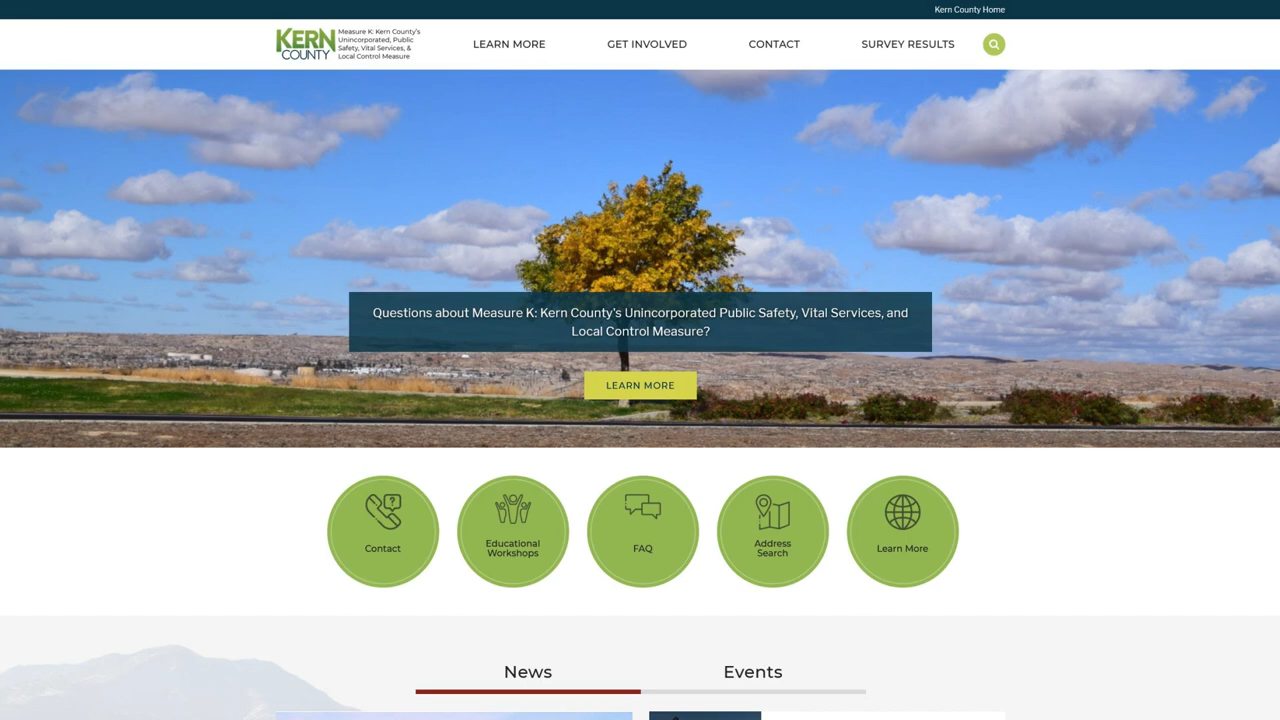 Kern County Home
KERN
COUNTY
Measure K: Kern County's
Unincorporated, Public
Safety, Vital Services, &
Local Control Measure
LEARN MORE
GET INVOLVED
CONTACT
SURVEY RESULTS
Questions about Measure K: Kern County's Unincorporated Public Safety, Vital Services, and
Local Control Measure?
LEARN MORE
Contact
Educational
Workshops
FAQ
Address
Search
Learn More
News
Events